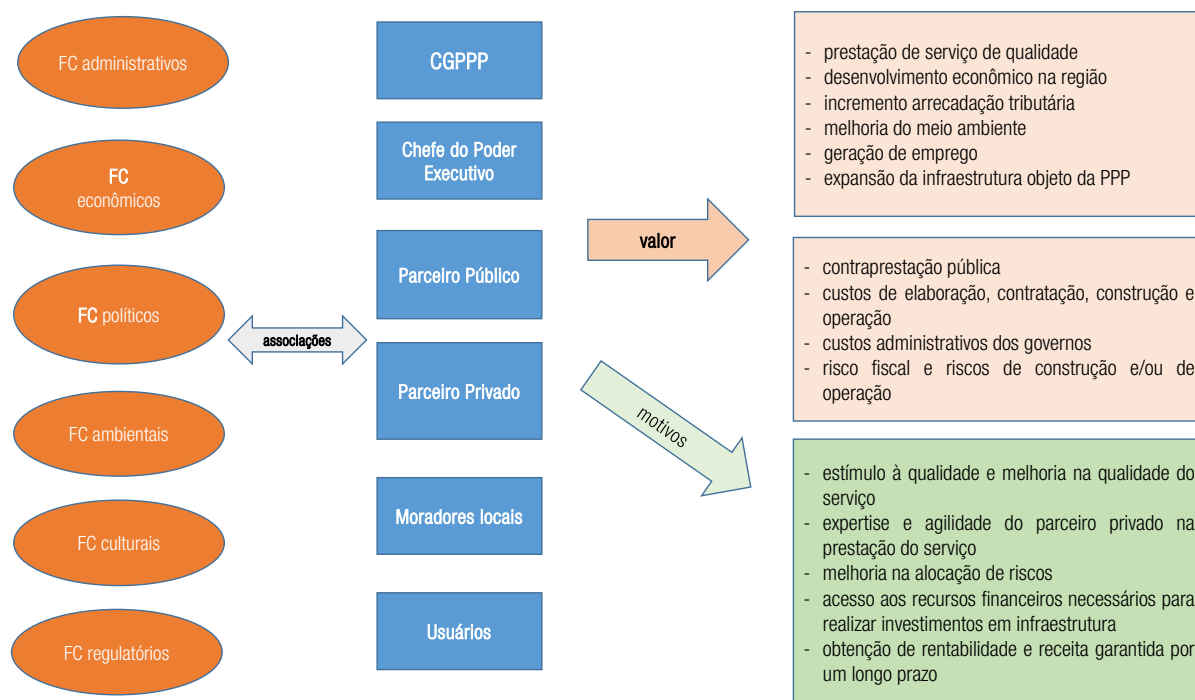 FC administrativos
FC
econômicos
FC políticos
FC ambientais
FC culturais
FC regulatórios
associações
CGPPP
Chefe do Poder
Executivo
Parceiro Público
Parceiro Privado
Moradores locais
Usuários
valor
motivos
- prestação de serviço de qualidade
- desenvolvimento econômico na região
- incremento arrecadação tributária
- melhoria do meio ambiente
- geração de emprego
- expansão da infraestrutura objeto da PPP
- contraprestação pública
- custos de elaboração, contratação, construção e
operação
- custos administrativos dos governos
- risco fiscal e riscos de construção e/ou de
operação
- estímulo à qualidade e melhoria na qualidade do
serviço
- expertise e agilidade do parceiro privado na
prestação do serviço
- melhoria na alocação de riscos
- acesso aos recursos financeiros necessários para
realizar investimentos em infraestrutura
- obtenção de rentabilidade e receita garantida por
um longo prazo